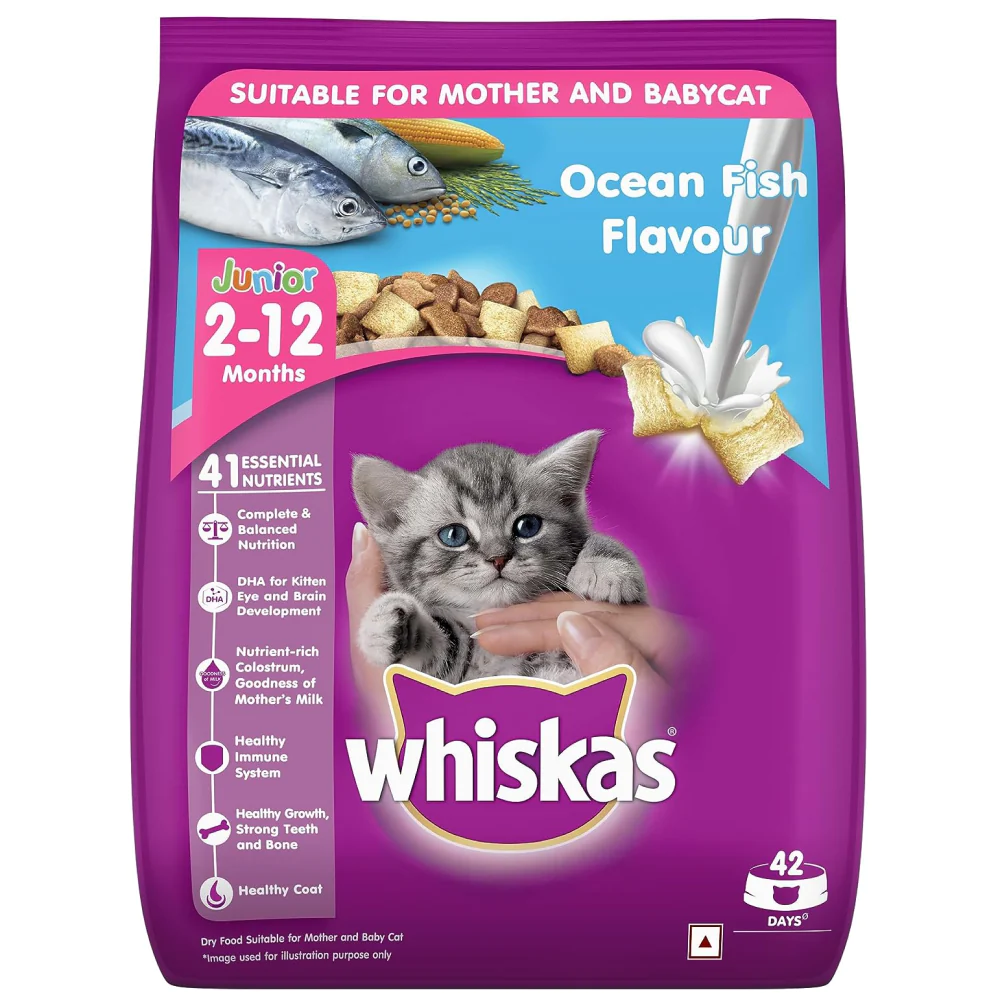 SUITABLE FOR MOTHER AND BABYCAT
Ocean Fish
Flavour
Junior
2-12
Months
41 ESSENTIAL
NUTRIENTS
Complete &
Balanced
Nutrition
DHA
DHA for Kitten
Eye and Brain
Development
GOODNESS
of MILK
Nutrient-rich
Colostrum,
Goodness of
Mother's Milk
Healthy
Immune
System
Healthy Growth,
Strong Teeth
and Bone
Healthy Coat
whiskas®
42
DAYS⌀
Dry Food Suitable for Mother and Baby Cat
*Image used for illustration purpose only